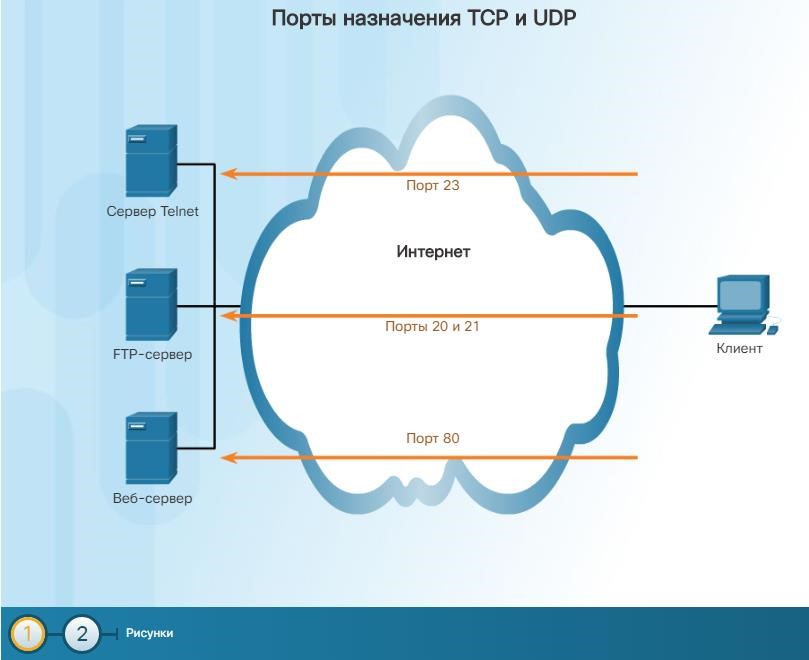 Порты назначения TCP и UDP
Порт 23
Сервер Telnet
Интернет
Порты 20 и 21
FTP-сервер
Клиент
Порт 80
Веб-сервер
1
2
Рисунки